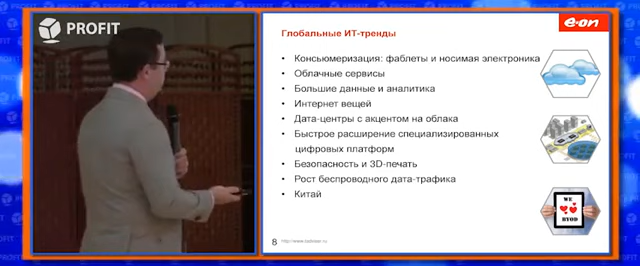 PROFIT
e·on
Глобальные ИТ-тренды
• Консьюмеризация: фаблеты и носимая электроника
• Облачные сервисы
• Большие данные и аналитика
• Интернет вещей
• Дата-центры с акцентом на облака
• Быстрое расширение специализированных
цифровых платформ
• Безопасность и 3D-печать
• Рост беспроводного дата-трафика
• Китай
WE
BYOD
8